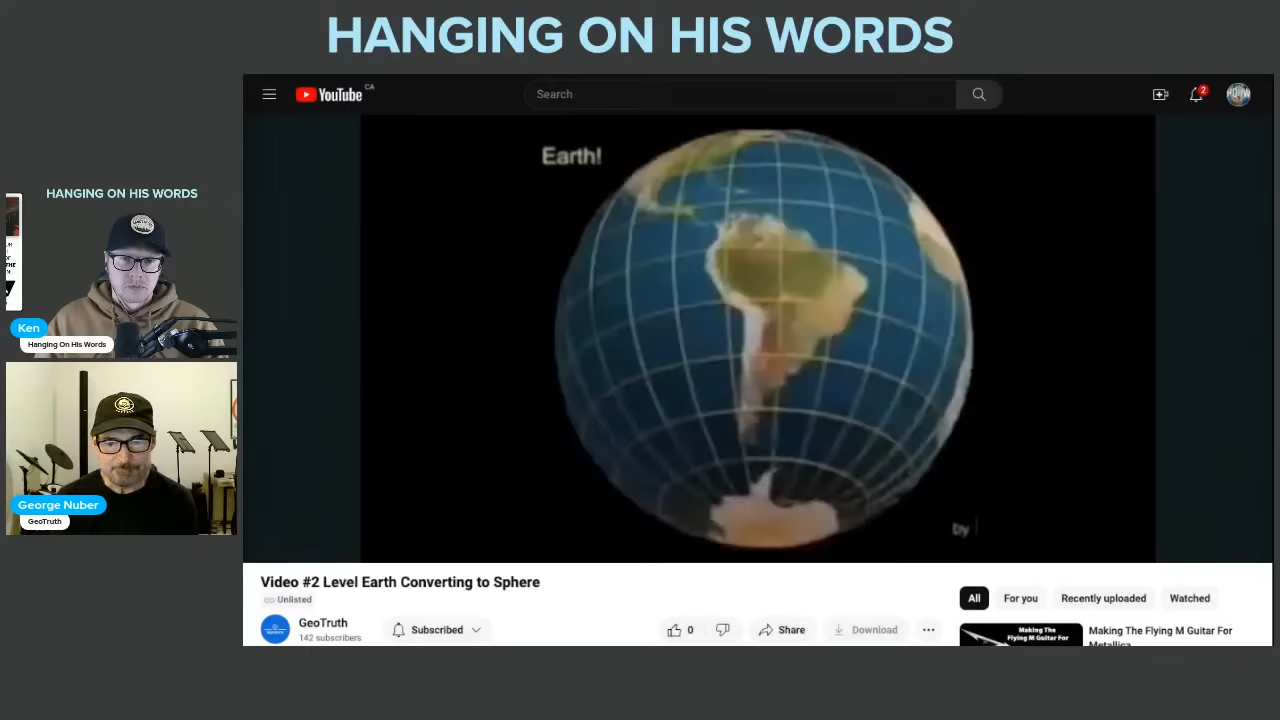 HANGING ON HIS WORDS
YouTube CA
Search
2
Earth!
HANGING ON HIS WORDS
Ken
Hanging On His Words
George Nuber
GeoTruth
by
Video #2 Level Earth Converting to Sphere
Unlisted
GeoTruth
142 subscribers
Subscribed
0
Share
Download
All
For you
Recently uploaded
Watched
Making The
Flying M Guitar For
Making The Flying M Guitar For
Metallica